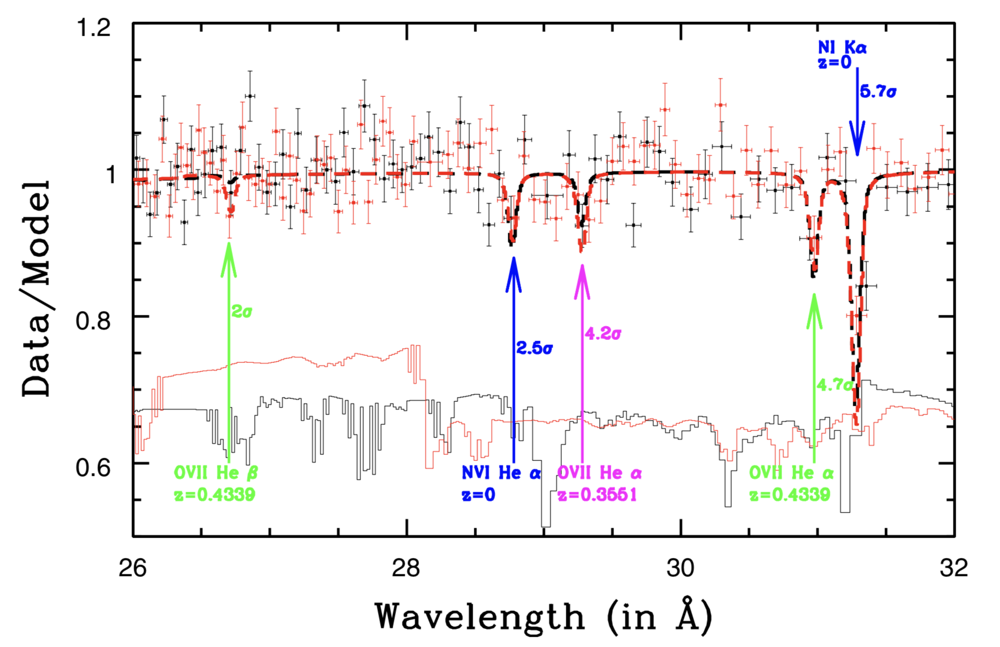 1.2
1
0.8
0.6
Data/Model
NI Kα
z=0
5.7σ
2σ
2.5σ
4.2σ
4.7σ
OVII He β
z=0.4339
NVI He α
z=0
OVII He α
z=0.3551
OVII He α
z=0.4339
26
28
30
32
Wavelength (in Å)